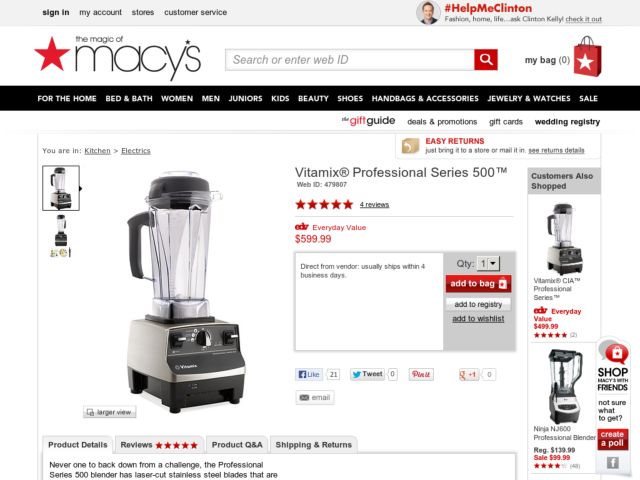 sign in my account stores customer service
#HelpMeClinton
Fashion, home, life...ask Clinton Kelly! check it out
the magic of
macy's
Search or enter web ID
my bag (0)
FOR THE HOME BED & BATH WOMEN MEN JUNIORS KIDS BEAUTY SHOES HANDBAGS & ACCESSORIES JEWELRY & WATCHES SALE
the giftguide deals & promotions gift cards wedding registry
You are in: Kitchen > Electrics
EASY RETURNS
just bring it to a store or mail it in. see returns details
Vitamix® Professional Series 500™
Web ID: 479807
4 reviews
edv Everyday Value
$599.99
Direct from vendor: usually ships within 4
business days.
Qty: 1
add to bag
add to registry
add to wishlist
Like 21 Tweet 0 Pin it +1 0
email
Vitamix
larger view
Customers Also
Shopped
Vitamix® CIA™
Professional
Series™
edv Everyday
Value
$499.99
(2)
Ninja NJ600
Professional Blender
Reg. $139.99
Sale $99.99
(48)
SHOP
MACY'S WITH
FRIENDS
not sure
what to
get?
create
a poll
f
Product Details Reviews Product Q&A Shipping & Returns
Never one to back down from a challenge, the Professional
Series 500 blender has laser-cut stainless steel blades that are